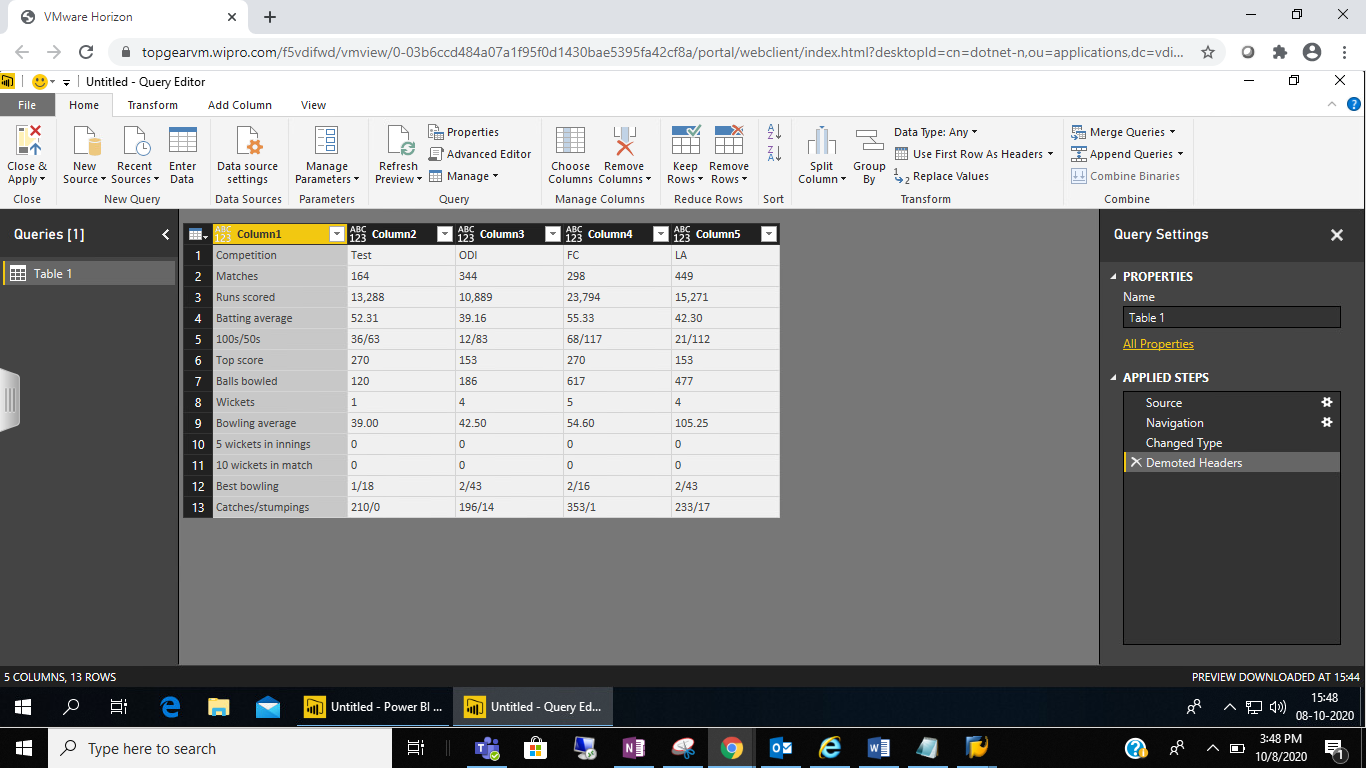 VMware Horizon
topgearvm.wipro.com/f5vdifwd/vmview/0-03b6ccd484a07a1f95f0d1430bae5395fa42cf8a/portal/webclient/index.html?desktopId=cn=dotnet-n,ou=applications,dc=vdi...
Untitled - Query Editor
File Home Transform Add Column View
Close & Apply
New Source
Recent Sources
Enter Data
Data source settings
Manage Parameters
Refresh Preview
Properties
Advanced Editor
Manage
Choose Columns
Remove Columns
Keep Rows
Remove Rows
Split Column
Group By
Data Type: Any
Use First Row As Headers
Replace Values
Merge Queries
Append Queries
Combine Binaries
Close New Query Data Sources Parameters Query Manage Columns Reduce Rows Sort Transform Combine
Queries [1]
Table 1
ABC 123 Column1 ABC 123 Column2 ABC 123 Column3 ABC 123 Column4 ABC 123 Column5
1 Competition Test ODI FC LA
2 Matches 164 344 298 449
3 Runs scored 13,288 10,889 23,794 15,271
4 Batting average 52.31 39.16 55.33 42.30
5 100s/50s 36/63 12/83 68/117 21/112
6 Top score 270 153 270 153
7 Balls bowled 120 186 617 477
8 Wickets 1 4 5 4
9 Bowling average 39.00 42.50 54.60 105.25
10 5 wickets in innings 0 0 0 0
11 10 wickets in match 0 0 0 0
12 Best bowling 1/18 2/43 2/16 2/43
13 Catches/stumpings 210/0 196/14 353/1 233/17
Query Settings
PROPERTIES
Name
Table 1
All Properties
APPLIED STEPS
Source
Navigation
Changed Type
Demoted Headers
5 COLUMNS, 13 ROWS PREVIEW DOWNLOADED AT 15:44
Untitled - Power BI ...
Untitled - Query Ed...
15:48
08-10-2020
Type here to search
3:48 PM
10/8/2020